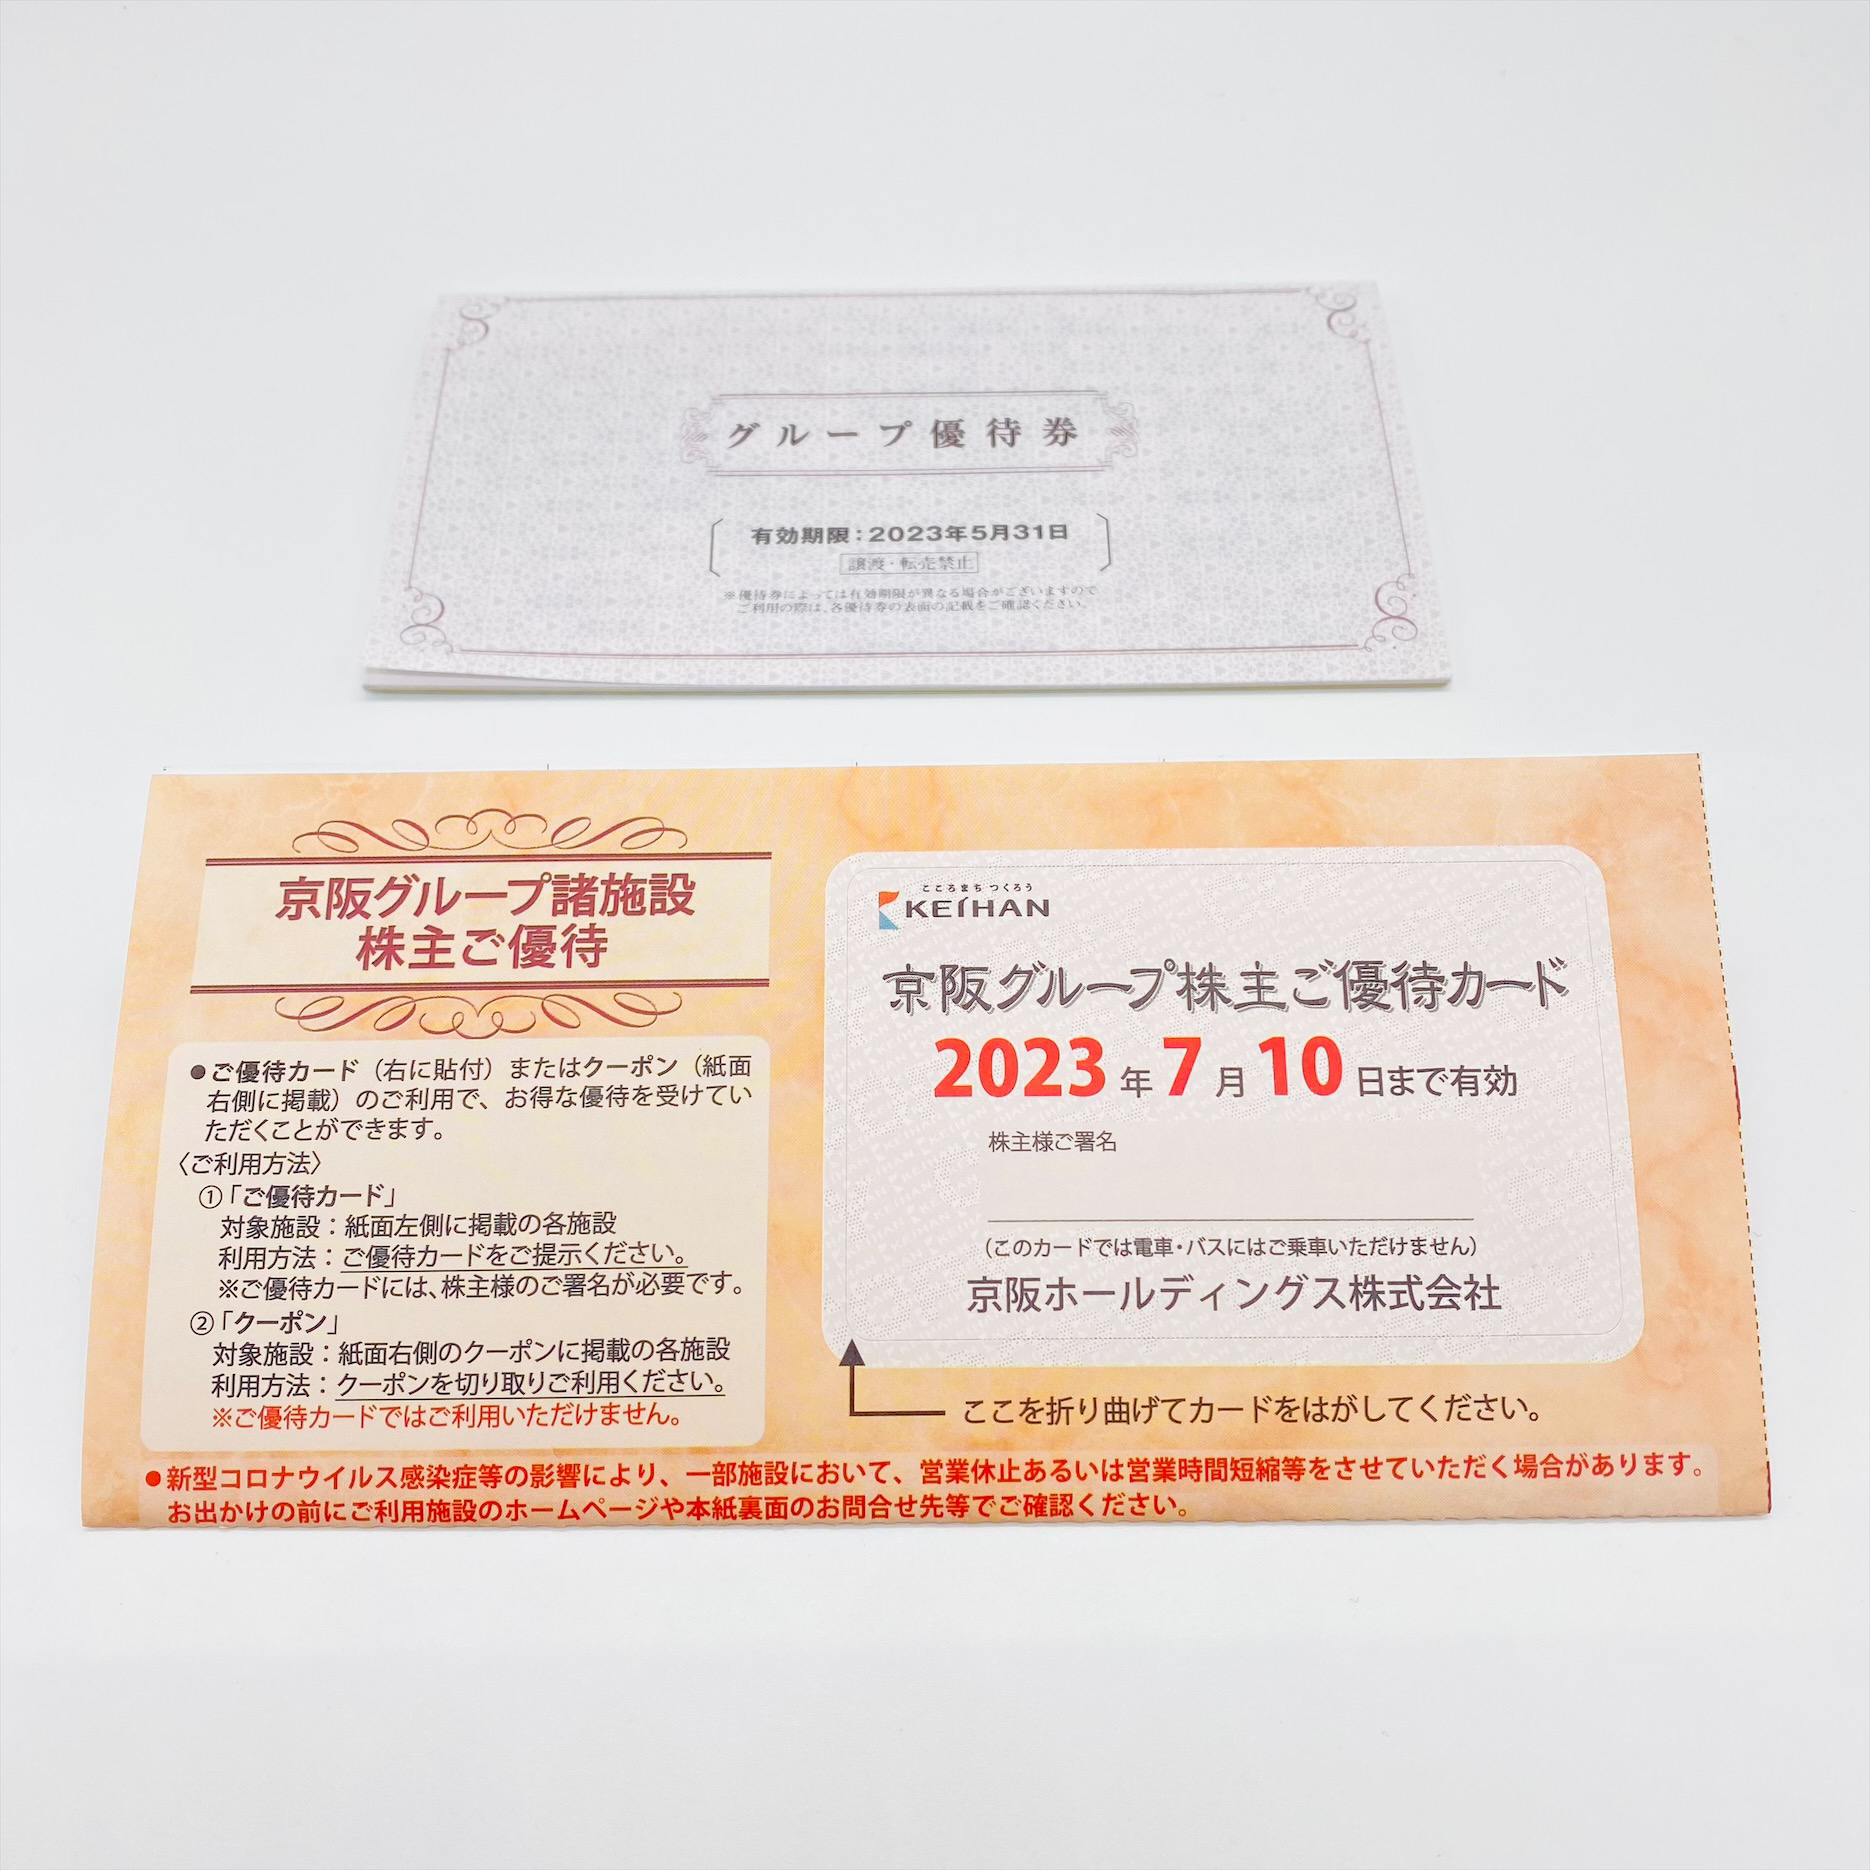 グループ優待券
有効期限：2023年5月31日
譲渡・転売禁止
※優待券によっては有効期限が異なる場合がございますので
ご利用の際は、各優待券の表面の記載をご確認ください。
京阪グループ諸施設
株主ご優待
●ご優待カード（右に貼付）またはクーポン（紙面
右側に掲載）のご利用で、お得な優待を受けてい
ただくことができます。
〈ご利用方法〉
①「ご優待カード」
対象施設：紙面左側に掲載の各施設
利用方法：ご優待カードをご提示ください。
※ご優待カードには、株主様のご署名が必要です。
②「クーポン」
対象施設：紙面右側のクーポンに掲載の各施設
利用方法：クーポンを切り取りご利用ください。
※ご優待カードではご利用いただけません。
こころまち つくろう
KEIHAN
京阪グループ株主ご優待カード
2023年7月10日まで有効
株主様ご署名
（このカードでは電車・バスにはご乗車いただけません）
京阪ホールディングス株式会社
ここを折り曲げてカードをはがしてください。
●新型コロナウイルス感染症等の影響により、一部施設において、営業休止あるいは営業時間短縮等をさせていただく場合があります。
お出かけの前にご利用施設のホームページや本紙裏面のお問合せ先等でご確認ください。